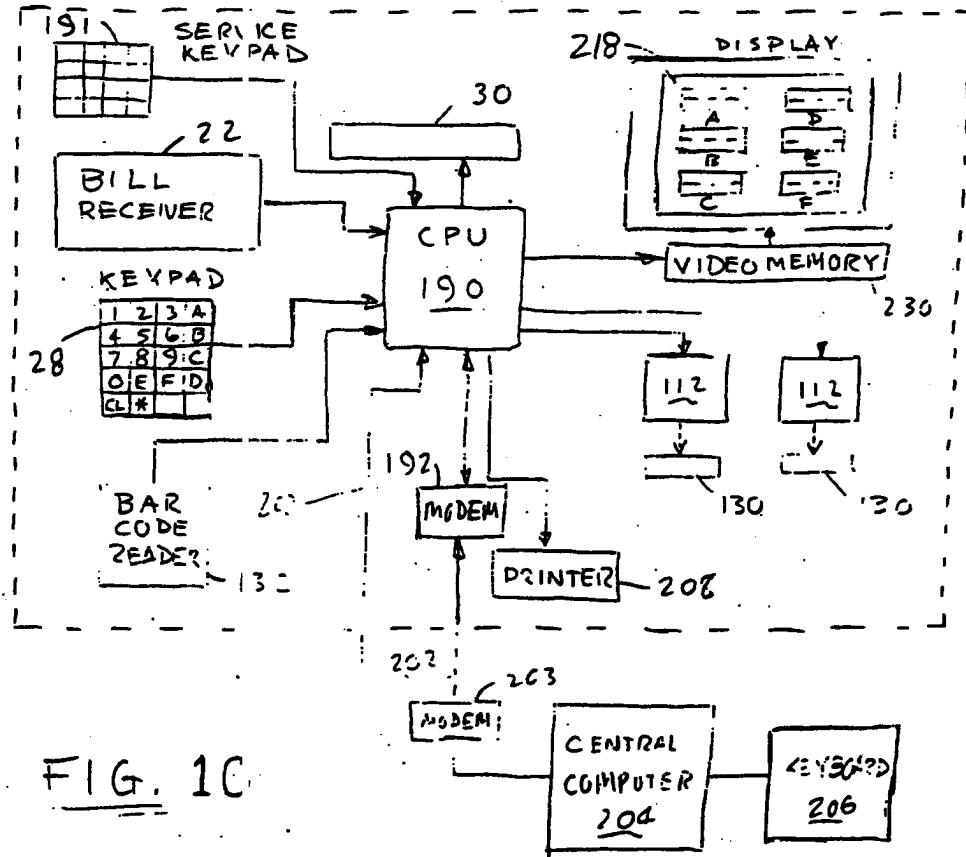 191
SERVICE
KEYPAD
218
DISPLAY
A
B
C
D
E
F
30
22
BILL
RECEIVER
CPU
190
VIDEO MEMORY
230
KEYPAD
1 2 3 A
4 5 6 B
7 8 9 C
0 E F D
CL *
28
112
112
130
130
192
MODEM
BAR
CODE
READER
PRINTER
208
202
203
MODEM
CENTRAL
COMPUTER
204
KEYBOARD
206
FIG. 1C